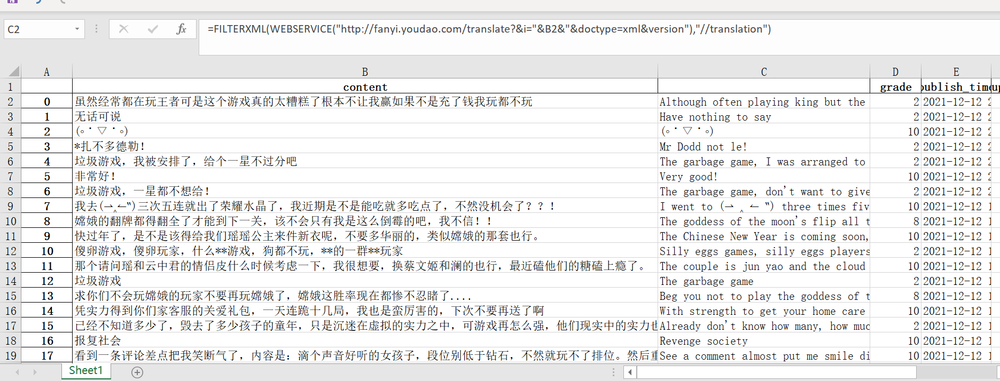 C2 fx =FILTERXML(WEBSERVICE("http://fanyi.youdao.com/translate?&i="&B2&"&doctype=xml&version"),"//translation")
A B C D E
1 content grade publish_time
2 0 虽然经常都在玩王者可是这个游戏真的太糟糕了根本不让我赢如果不是充了钱我玩都不玩 Although often playing king but the 2 2021-12-12
3 1 无话可说 Have nothing to say 2 2021-12-12
4 2 (｡˙▽˙｡) (｡˙▽˙｡) 10 2021-12-12
5 3 *扎不多德勒! Mr Dodd not le! 2 2021-12-12
6 4 垃圾游戏，我被安排了，给个一星不过分吧 The garbage game, I was arranged to 2 2021-12-12
7 5 非常好! Very good! 10 2021-12-12
8 6 垃圾游戏，一星都不想给! The garbage game, don't want to give 2 2021-12-12
9 7 我去(⇀‸↼‶)三次五连就出了荣耀水晶了，我近期是不是能吃就多吃点了，不然没机会了？？！ I went to (⇀ ‸ ↼ ‶) three times fiv 10 2021-12-12
10 8 嫦娥的翻牌都得翻全了才能到下一关，该不会只有我是这么倒霉的吧，我不信！！ The goddess of the moon's flip all t 8 2021-12-12
11 9 快过年了，是不是该得给我们瑶瑶公主来件新衣呢，不要多华丽的，类似嫦娥的那套也行。 The Chinese New Year is coming soon, 10 2021-12-12
12 10 傻卵游戏，傻卵玩家，什么**游戏，狗都不玩，**的一群**玩家 Silly eggs games, silly eggs players 2 2021-12-12
13 11 那个请问瑶和云中君的情侣皮什么时候考虑一下，我很想要，换蔡文姬和澜的也行，最近磕他们的糖磕上瘾了。 The couple is jun yao and the cloud 10 2021-12-12
14 12 垃圾游戏 The garbage game 2 2021-12-12
15 13 求你们不会玩嫦娥的玩家不要再玩嫦娥了，嫦娥这胜率现在都惨不忍睹了.... Beg you not to play the goddess of t 8 2021-12-12
16 14 凭实力得到你们家客服的关爱礼包，一天连跪十几局，我也是蛮厉害的，下次不要再送了啊 With strength to get your home care 10 2021-12-12
17 15 已经不知道多少了，毁去了多少孩子的童年，只是沉迷在虚拟的实力之中，可游戏再怎么强，他们现实中的实力也 Already don't know how many, how muc 2 2021-12-12
18 16 报复社会 Revenge society 10 2021-12-12
19 17 看到一条评论差点把我笑断气了，内容是：滴个声音好听的女孩子，段位别低于钻石，不然就玩不了排位。然后重 See a comment almost put me smile di 10 2021-12-12
Sheet1